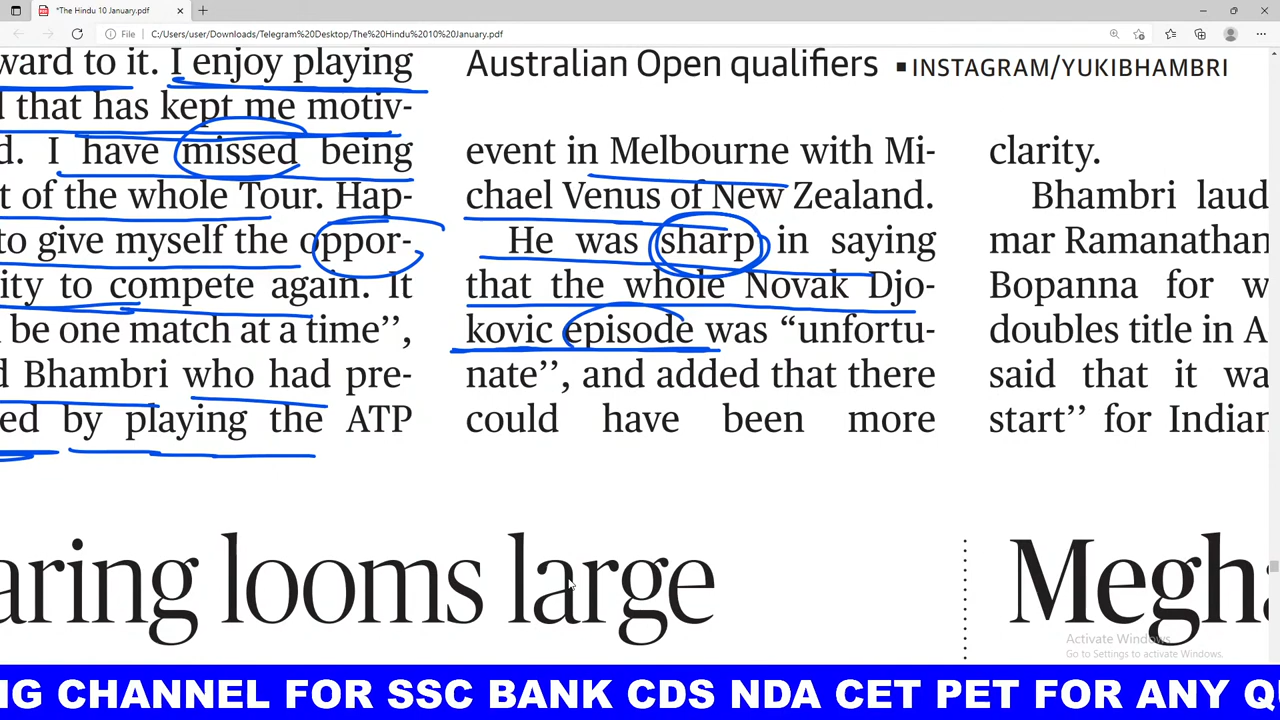 *The Hindu 10 January.pdf
File
C:/Users/user/Downloads/Telegram%20Desktop/The%20Hindu%2010%20January.pdf
ward to it. I enjoy playing
d that has kept me motiv-
d. I have missed being
t of the whole Tour. Hap-
to give myself the oppor-
ity to compete again. It
be one match at a time'',
d Bhambri who had pre-
ed by playing the ATP
Australian Open qualifiers ■ INSTAGRAM/YUKIBHAMBRI
event in Melbourne with Mi-
chael Venus of New Zealand.
He was sharp in saying
that the whole Novak Djo-
kovic episode was “unfortu-
nate’’, and added that there
could have been more
clarity.
Bhambri laud
mar Ramanathan
Bopanna for w
doubles title in A
said that it wa
start’’ for Indian
aring looms large
Megha
Activate Windows
Go to Settings to activate Windows.
NG CHANNEL FOR SSC BANK CDS NDA CET PET FOR ANY Q